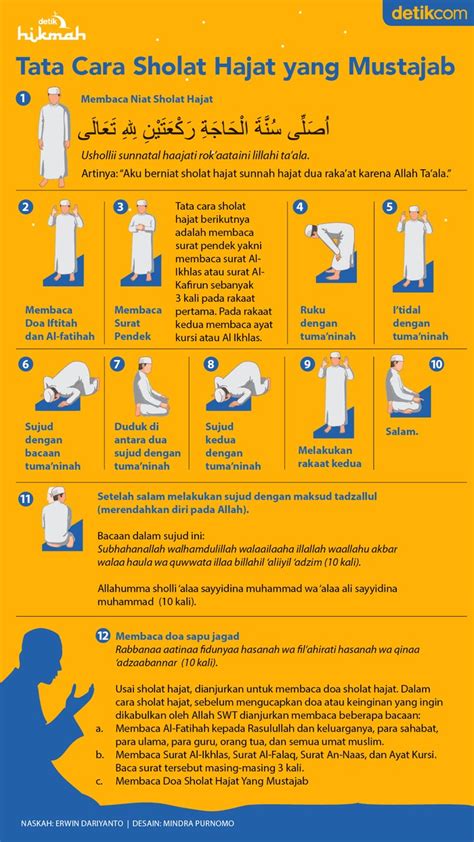 detik
hikmah
detikcom
Tata Cara Sholat Hajat yang Mustajab
1
Membaca Niat Sholat Hajat
اُصَلِّى سُنَّةَ الْحَاجَةِ رَكْعَتَيْنِ لِلهِ تَعَالَى
Ushollii sunnatal haajati rok'aataini lillahi ta'ala.
Artinya: "Aku berniat sholat hajat sunnah hajat dua raka'at karena Allah Ta'ala."
2
Membaca
Doa Iftitah
dan Al-fatihah
3
Membaca
Surat
Pendek
Tata cara sholat
hajat berikutnya
adalah membaca
surat pendek yakni
membaca surat Al-
Ikhlas atau surat Al-
Kafirun sebanyak
3 kali pada rakaat
pertama. Pada rakaat
kedua membaca ayat
kursi atau Al Ikhlas.
4
Ruku
dengan
tuma'ninah
5
I'tidal
dengan
tuma'ninah
6
Sujud
dengan
bacaan
tuma'ninah
7
Duduk di
antara dua
sujud dengan
tuma'ninah
8
Sujud
kedua
dengan
tuma'ninah
9
Melakukan
rakaat kedua
10
Salam.
11
Setelah salam melakukan sujud dengan maksud tadzallul
(merendahkan diri pada Allah).
Bacaan dalam sujud ini:
Subhahanallah walhamdulillah walaailaaha illallah waallahu akbar
walaa haula wa quwwata illaa billahil 'aliiyil 'adzim (10 kali).
Allahumma sholli 'alaa sayyidina muhammad wa 'alaa ali sayyidina
muhammad (10 kali).
12
Membaca doa sapu jagad
Rabbanaa aatinaa fidunyaa hasanah wa fil'ahirati hasanah wa qinaa
'adzaabannar (10 kali).
Usai sholat hajat, dianjurkan untuk membaca doa sholat hajat. Dalam
cara sholat hajat, sebelum mengucapkan doa atau keinginan yang ingin
dikabulkan oleh Allah SWT dianjurkan membaca beberapa bacaan:
a. Membaca Al-Fatihah kepada Rasulullah dan keluarganya, para sahabat,
para ulama, para guru, orang tua, dan semua umat muslim.
b. Membaca Surat Al-Ikhlas, Surat Al-Falaq, Surat An-Naas, dan Ayat Kursi.
Baca surat tersebut masing-masing 3 kali.
c. Membaca Doa Sholat Hajat Yang Mustajab
NASKAH: ERWIN DARIYANTO | DESAIN: MINDRA PURNOMO